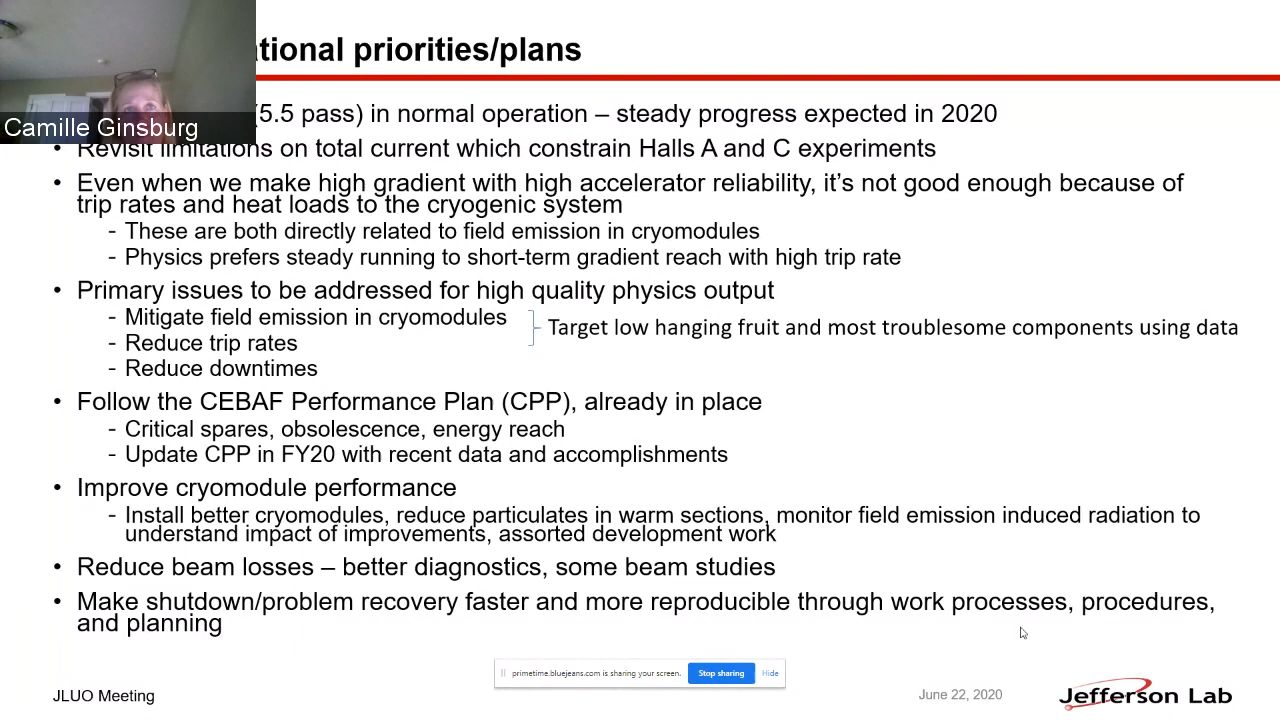 ational priorities/plans
Camille Ginsburg
(5.5 pass) in normal operation – steady progress expected in 2020
• Revisit limitations on total current which constrain Halls A and C experiments
• Even when we make high gradient with high accelerator reliability, it’s not good enough because of
trip rates and heat loads to the cryogenic system
- These are both directly related to field emission in cryomodules
- Physics prefers steady running to short-term gradient reach with high trip rate
• Primary issues to be addressed for high quality physics output
- Mitigate field emission in cryomodules
- Reduce trip rates
- Reduce downtimes
Target low hanging fruit and most troublesome components using data
• Follow the CEBAF Performance Plan (CPP), already in place
- Critical spares, obsolescence, energy reach
- Update CPP in FY20 with recent data and accomplishments
• Improve cryomodule performance
- Install better cryomodules, reduce particulates in warm sections, monitor field emission induced radiation to
understand impact of improvements, assorted development work
• Reduce beam losses – better diagnostics, some beam studies
• Make shutdown/problem recovery faster and more reproducible through work processes, procedures,
and planning
primetime.bluejeans.com is sharing your screen. Stop sharing Hide
JLUO Meeting
June 22, 2020
Jefferson Lab